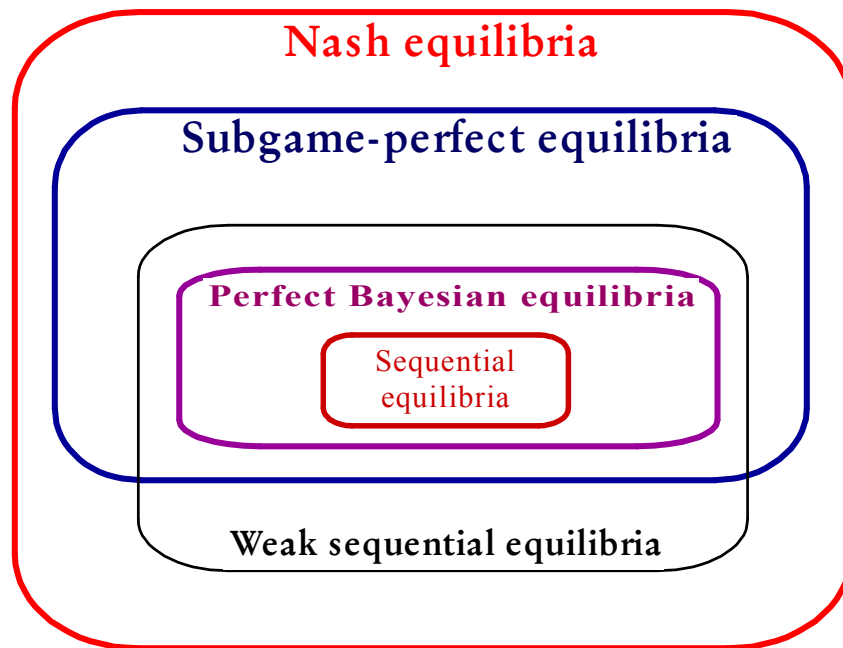 Nash equilibria
Subgame-perfect equilibria
Perfect Bayesian equilibria
Sequential
equilibria
Weak sequential equilibria